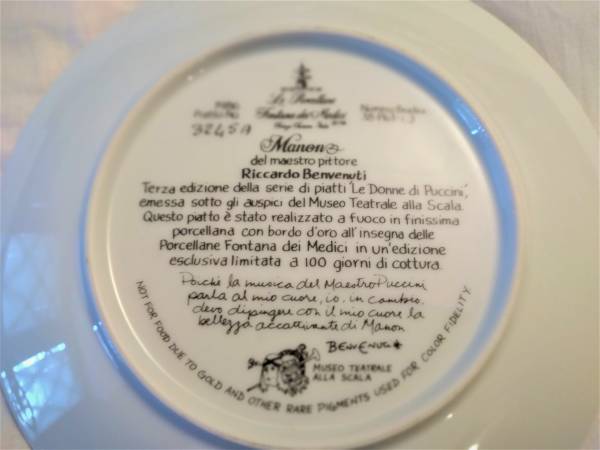 Le Porcellane
Fontana dei Medici
Piatto No.
3245A
Manon
del maestro pittore
Riccardo Benvenuti
Terza edizione della serie di piatti 'Le Donne di Puccini',
emessa sotto gli auspici del Museo Teatrale alla Scala.
Questo piatto è stato realizzato a fuoco in finissima
porcellana con bordo d'oro all'insegna delle
Porcellane Fontana dei Medici in un'edizione
esclusiva limitata a 100 giorni di cottura.
Poichè la musica del Maestro Puccini
parla al mio cuore, io, in cambio,
devo dipingere con il mio cuore la
bellezza accattivante di Manon
BENVENUTI
MUSEO TEATRALE
ALLA SCALA
NOT FOR FOOD DUE TO GOLD AND OTHER RARE PIGMENTS USED FOR COLOR FIDELITY.